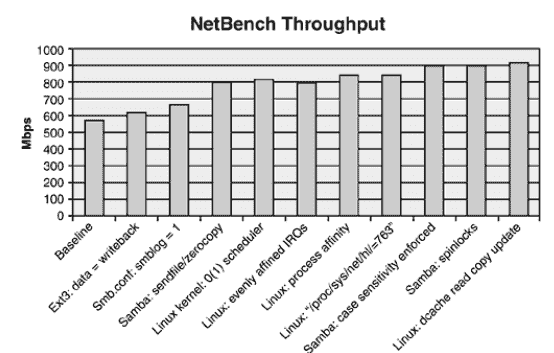 NetBench Throughput
Mbps
1000
900
800
700
600
500
400
300
200
100
0
Baseline
Ext3: data = writeback
Smb.conf: smblog = 1
Samba: sendfile/zerocopy
Linux kernel: 0(1) scheduler
Linux: evenly affined IRQs
Linux: process affinity
Linux: "/proc/sys/net/hl/=763"
Samba: case sensitivity enforced
Samba: spinlocks
Linux: dcache read copy update